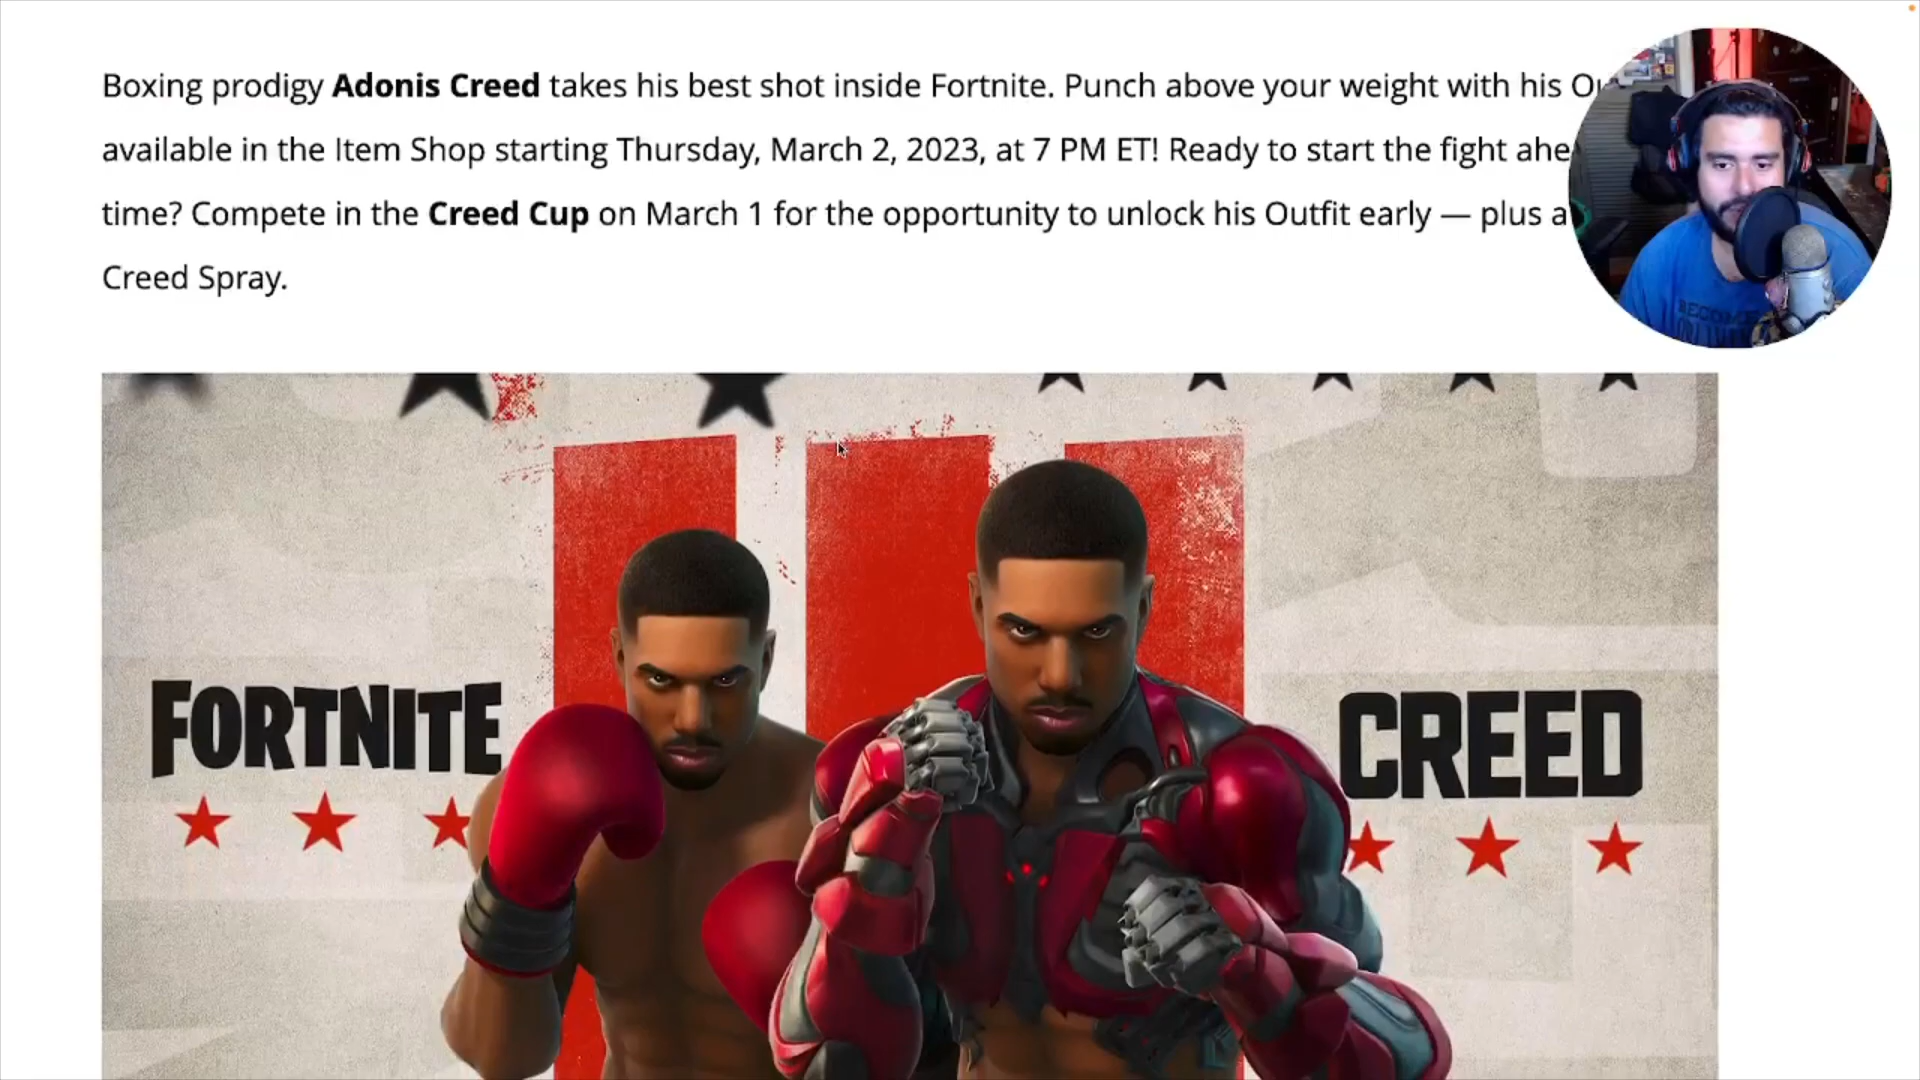 Boxing prodigy Adonis Creed takes his best shot inside Fortnite. Punch above your weight with his
available in the Item Shop starting Thursday, March 2, 2023, at 7 PM ET! Ready to start the fight
time? Compete in the Creed Cup on March 1 for the opportunity to unlock his Outfit early — plus a
Creed Spray.
BECOME
FORTNITE
CREED